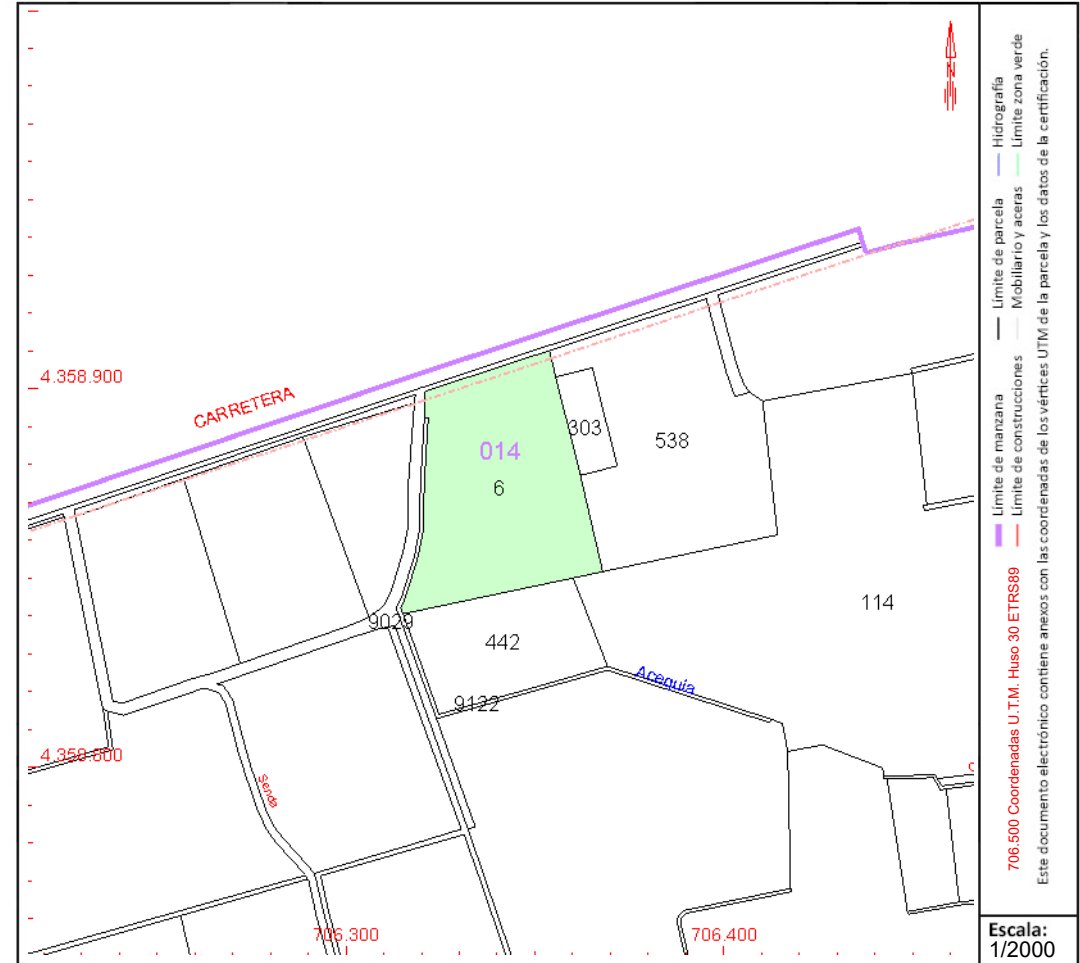 N
4.358.900
CARRETERA
014
6
303
538
114
9029
442
9122
Acequia
4.358.800
Senda
706.300
706.400
Límite de manzana
Límite de parcela
Hidrografía
Límite de construcciones
Mobiliario y aceras
Límite zona verde
706.500 Coordenadas U.T.M. Huso 30 ETRS89
Este documento electrónico contiene anexos con las coordenadas de los vértices UTM de la parcela y los datos de la certificación.
Escala:
1/2000